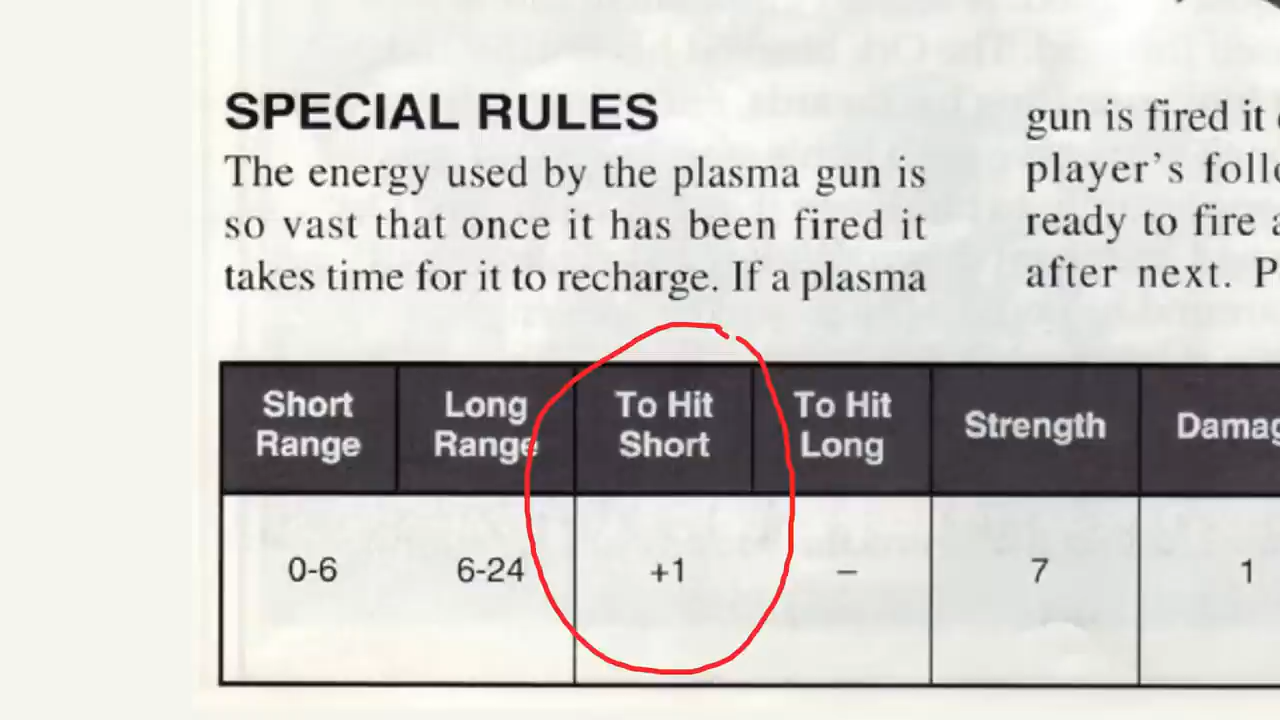 SPECIAL RULES
The energy used by the plasma gun is
so vast that once it has been fired it
takes time for it to recharge. If a plasma
gun is fired it
player's
ready to fire
after next.
Short Range
Long Range
To Hit Short
To Hit Long
Strength
0-6
6-24
+1
–
7
1